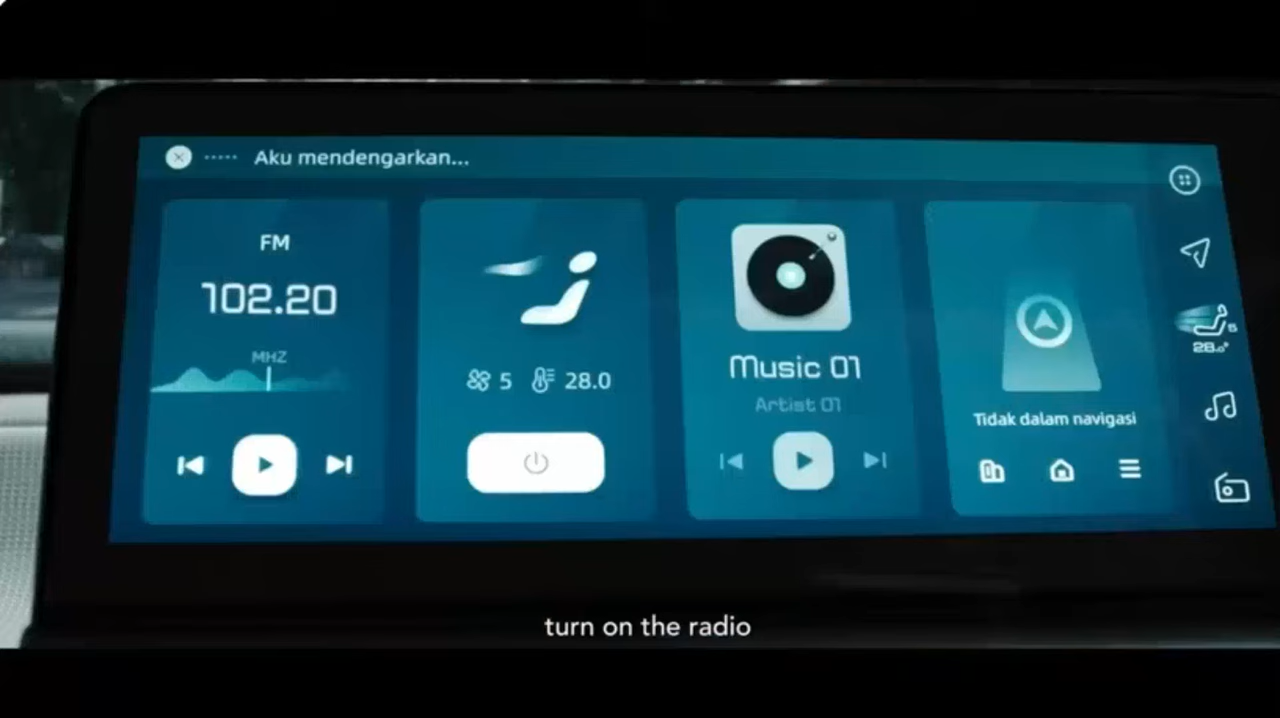 Aku mendengarkan...
FM
102.20
MHZ
5 28.0
Music 01
Artist 01
Tidak dalam navigasi
5
28.0°
turn on the radio